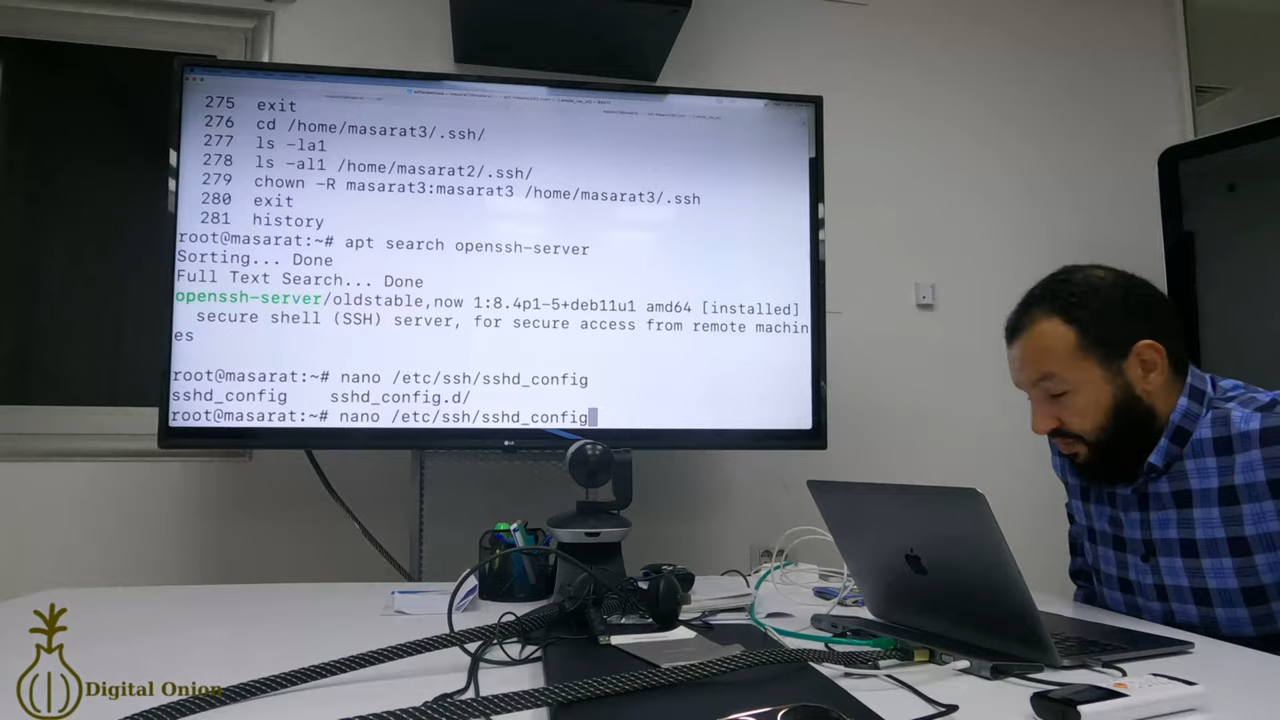 275 exit
276 cd /home/masarat3/.ssh/
277 ls -la1
278 ls -al1 /home/masarat2/.ssh/
279 chown -R masarat3:masarat3 /home/masarat3/.ssh
280 exit
281 history
root@masarat:~# apt search openssh-server
Sorting... Done
Full Text Search... Done
openssh-server/oldstable,now 1:8.4p1-5+deb11u1 amd64 [installed]
secure shell (SSH) server, for secure access from remote machin
es
root@masarat:~# nano /etc/ssh/sshd_config
sshd_config sshd_config.d/
root@masarat:~# nano /etc/ssh/sshd_config
LG
Digital Onion